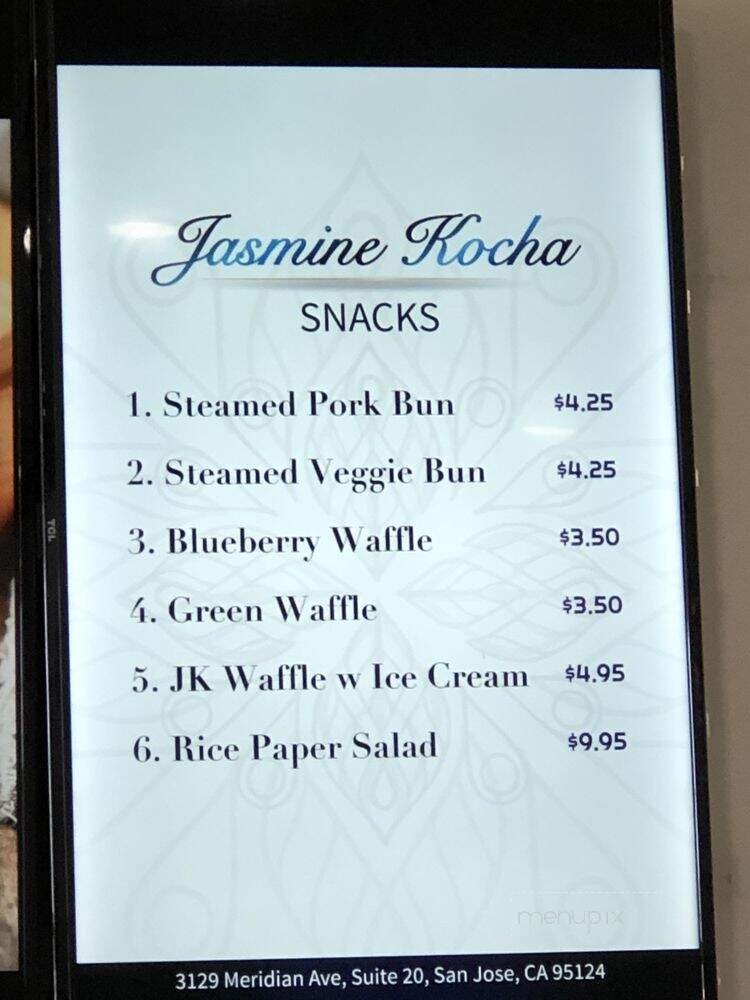 Jasmine Kocha
SNACKS
1. Steamed Pork Bun $4.25
2. Steamed Veggie Bun $4.25
3. Blueberry Waffle $3.50
4. Green Waffle $3.50
5. JK Waffle w Ice Cream $4.95
6. Rice Paper Salad $9.95
TCL
menupix
3129 Meridian Ave, Suite 20, San Jose, CA 95124